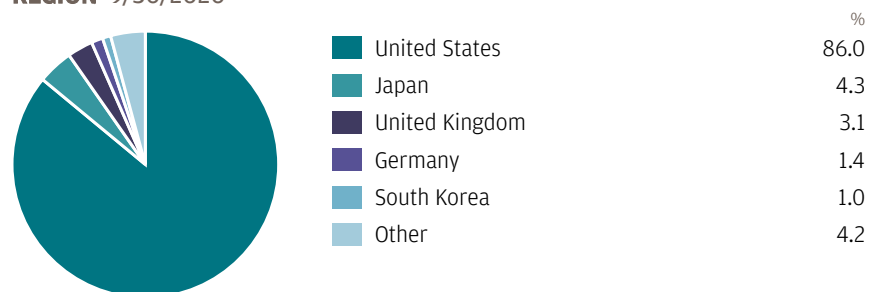 %
United States 86.0
Japan 4.3
United Kingdom 3.1
Germany 1.4
South Korea 1.0
Other 4.2